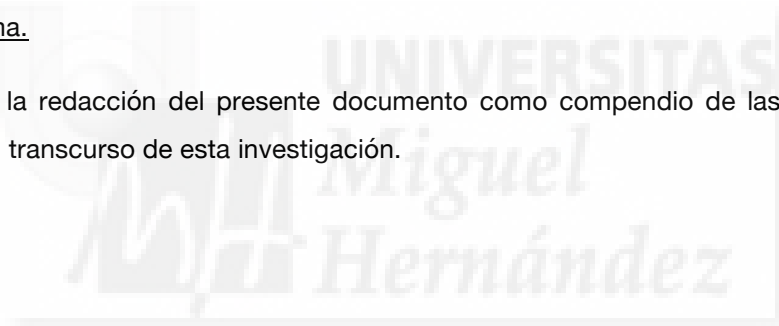 na.
la redacción del presente documento como compendio de las
transcurso de esta investigación.
UNIVERSITAS
Miguel
Hernández